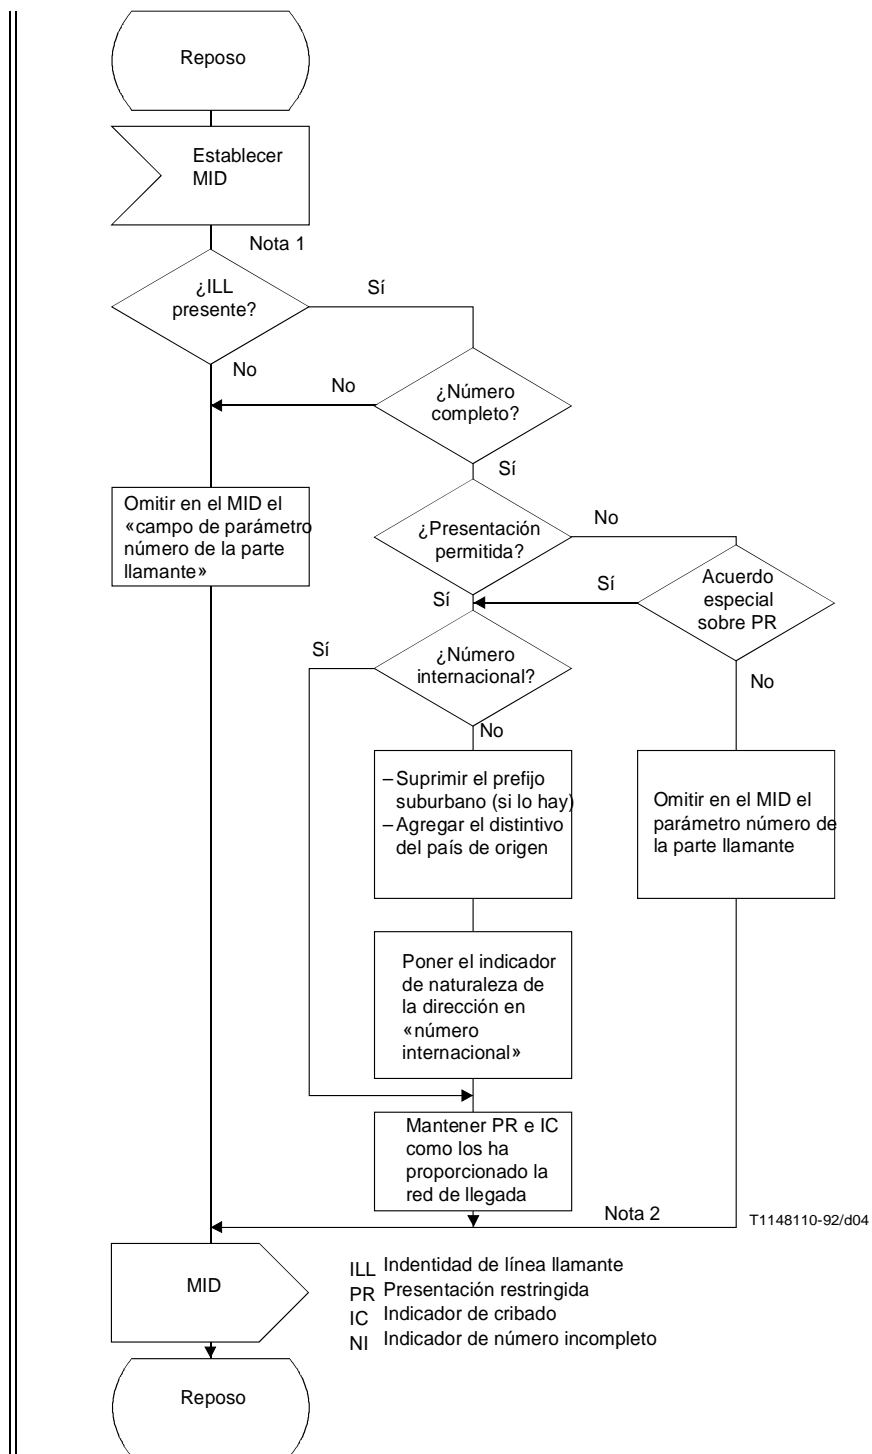 Reposo
Establecer
MID
Nota 1
¿ILL
presente?
Sí
No
No
¿Número
completo?
Sí
Omitir en el MID el
«campo de parámetro
número de la parte
llamante»
¿Presentación
permitida?
No
Sí
Sí
Acuerdo
especial
sobre PR
Sí
¿Número
internacional?
No
No
–Suprimir el prefijo
suburbano (si lo hay)
–Agregar el distintivo
del país de origen
Omitir en el MID el
parámetro número de
la parte llamante
Poner el indicador
de naturaleza de
la dirección en
«número
internacional»
Mantener PR e IC
como los ha
proporcionado la
red de llegada
Nota 2
T1148110-92/d04
MID
ILL Indentidad de línea llamante
PR Presentación restringida
IC Indicador de cribado
NI Indicador de número incompleto
Reposo